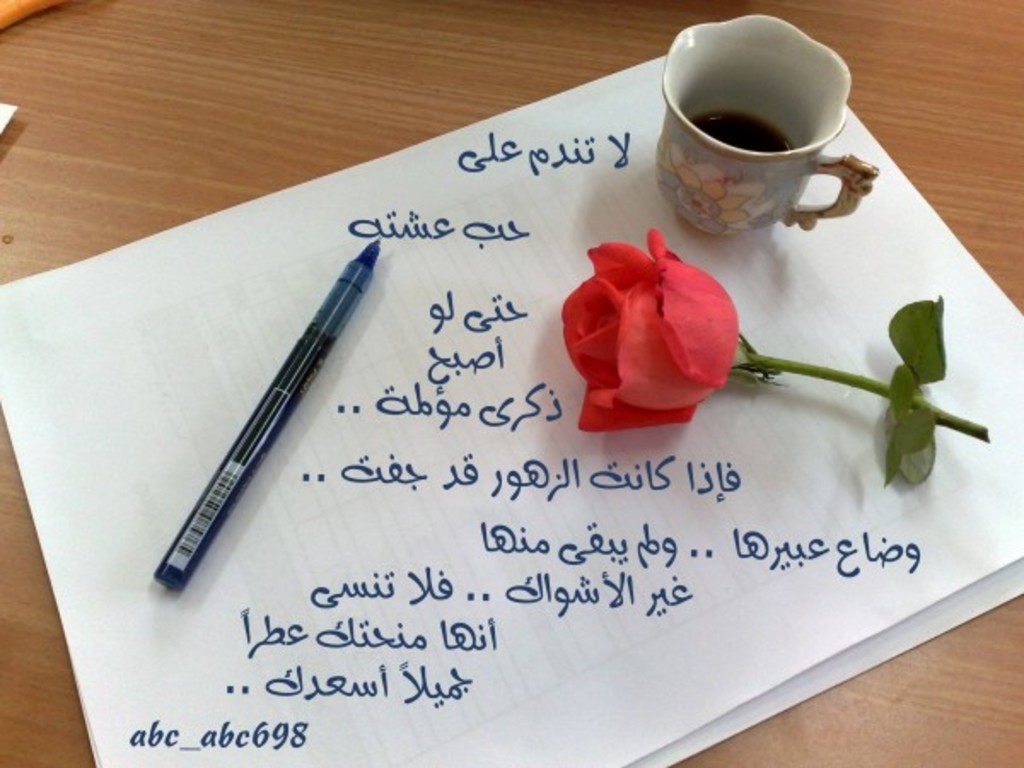 لا تندم على
حب عشته
حتى لو
أصبح
ذكرى مؤلمة ..
فإذا كانت الزهور قد جفت ..
وضاع عبيرها .. ولم يبقى منها
غير الأشواك .. فلا تنسى
أنها منحتك عطراً
جميلاً أسعدك ..
abc_abc698